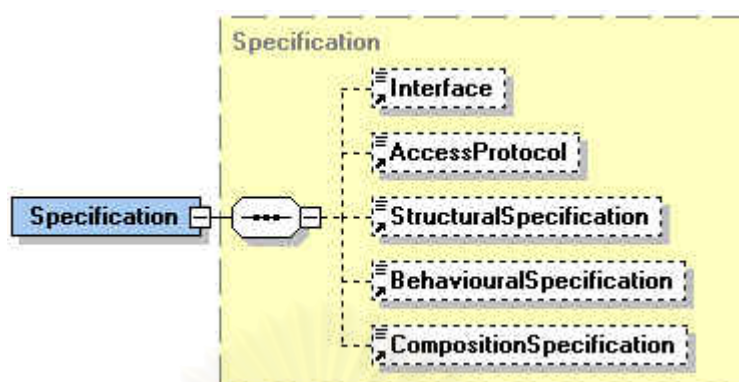 Specification
Interface
AccessProtocol
Specification
StructuralSpecification
BehaviouralSpecification
CompositionSpecification